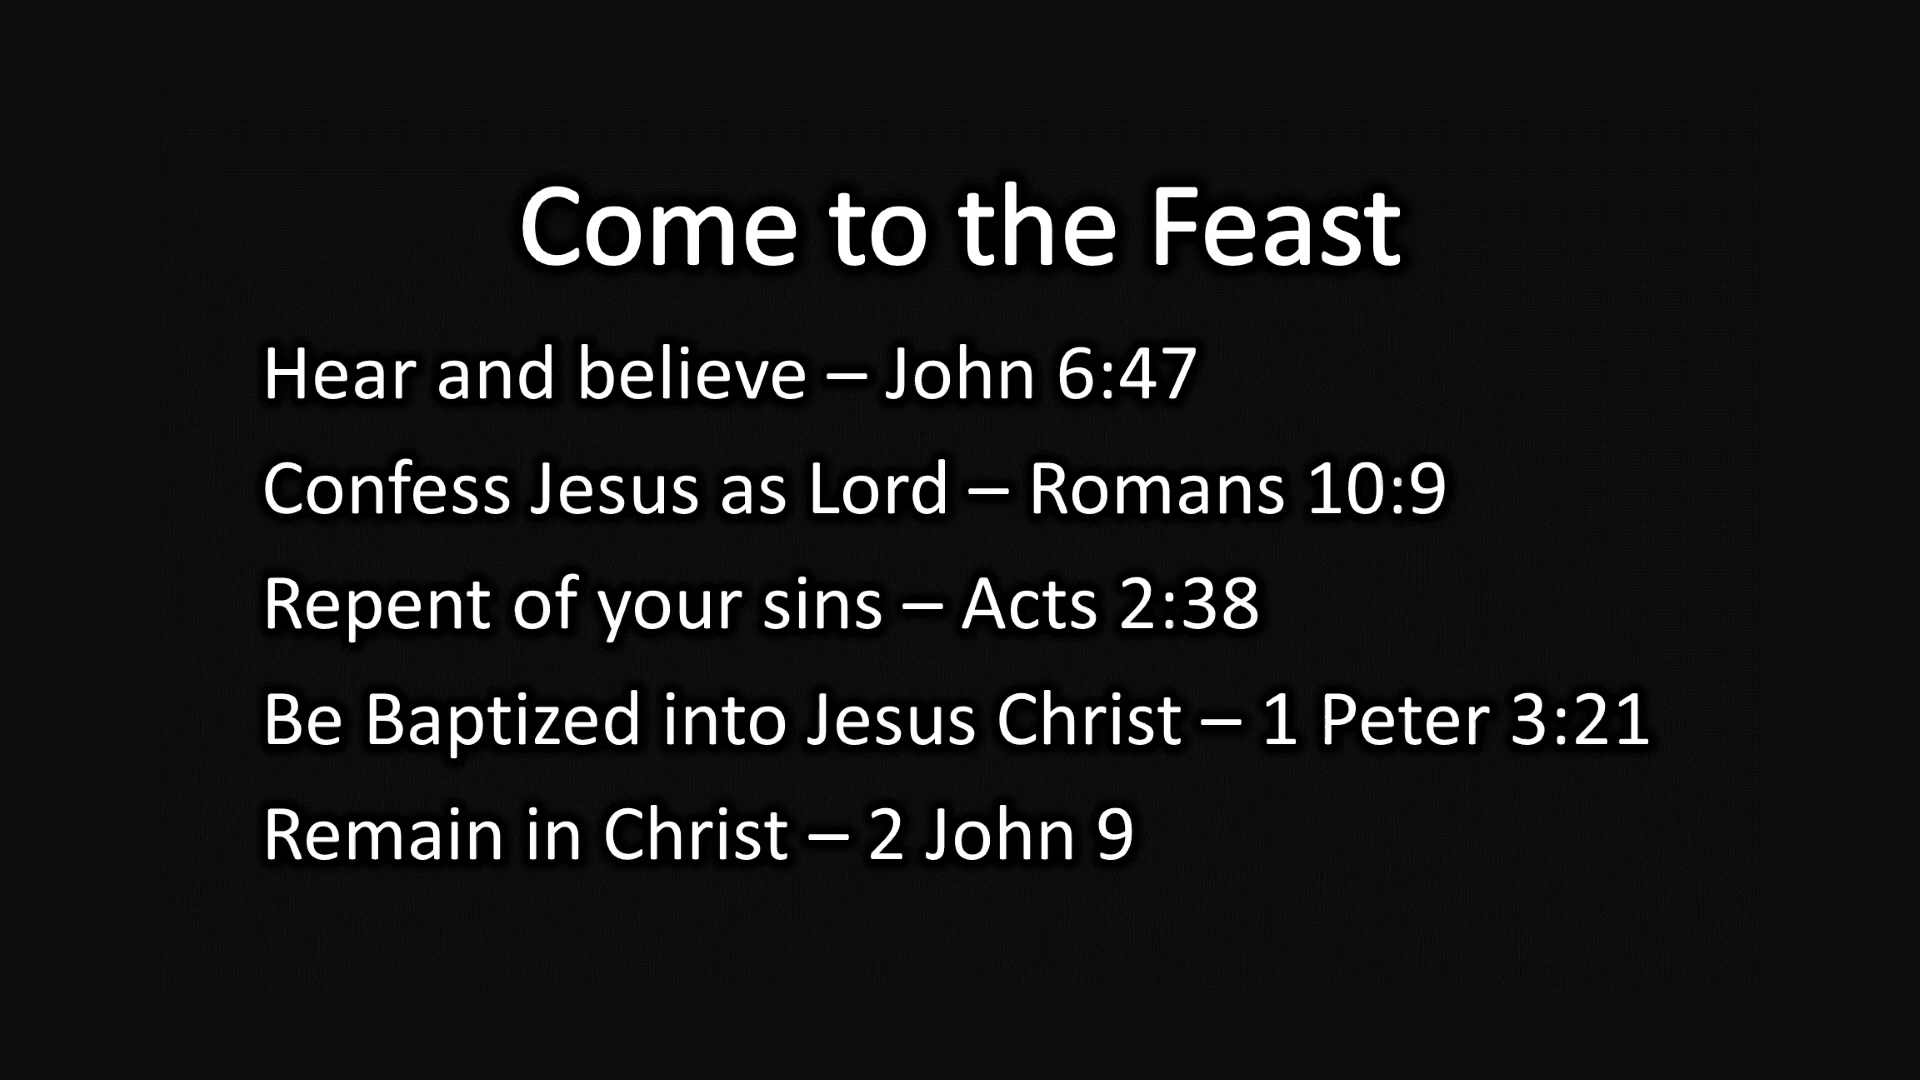 Come to the Feast
Hear and believe – John 6:47
Confess Jesus as Lord – Romans 10:9
Repent of your sins – Acts 2:38
Be Baptized into Jesus Christ – 1 Peter 3:21
Remain in Christ – 2 John 9